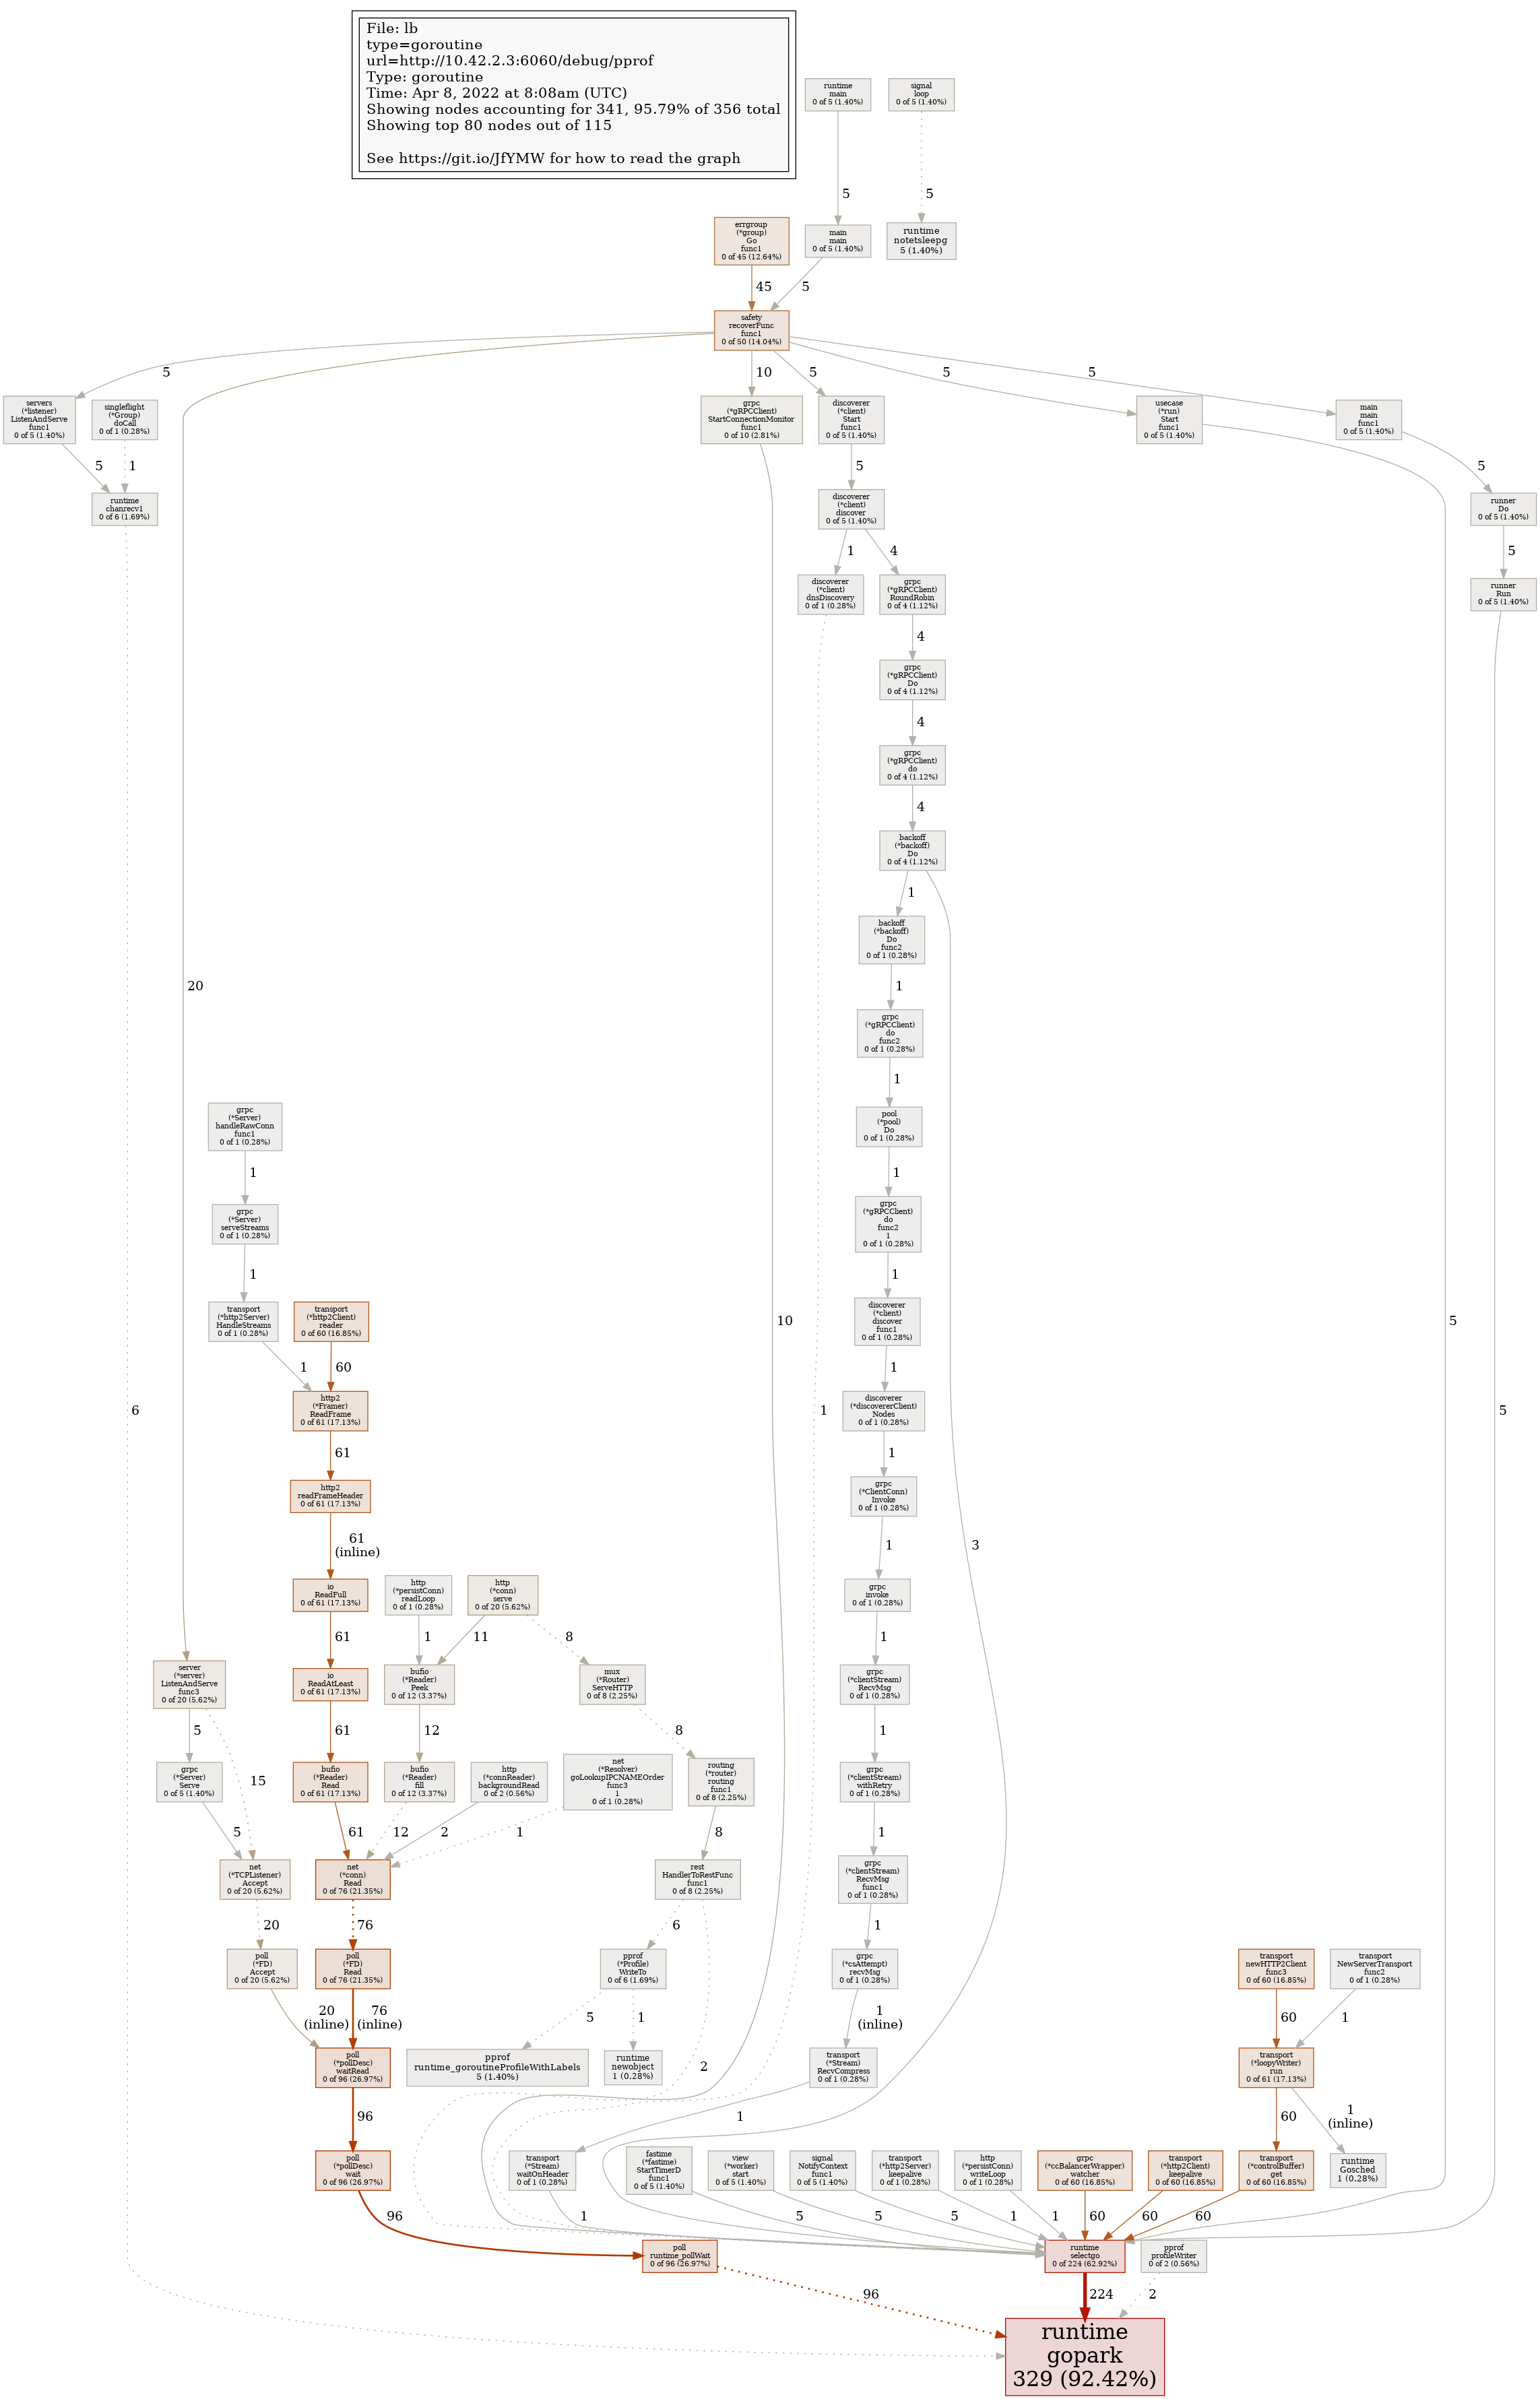 File: lb
type=goroutine
url=http://10.42.2.3:6060/debug/pprof
Type: goroutine
Time: Apr 8, 2022 at 8:08am (UTC)
Showing nodes accounting for 341, 95.79% of 356 total
Showing top 80 nodes out of 115
See https://git.io/JfYMW for how to read the graph
runtime
main
0 of 5 (1.40%)
signal
loop
0 of 5 (1.40%)
5
5
errgroup
(*group)
Go
func1
0 of 45 (12.64%)
main
main
0 of 5 (1.40%)
runtime
notetsleepg
5 (1.40%)
45
5
safety
recoverFunc
func1
0 of 50 (14.04%)
5
10
5
5
5
servers
(*listener)
ListenAndServe
func1
0 of 5 (1.40%)
singleflight
(*Group)
doCall
0 of 1 (0.28%)
grpc
(*gRPCClient)
StartConnectionMonitor
func1
0 of 10 (2.81%)
discoverer
(*client)
Start
func1
0 of 5 (1.40%)
usecase
(*run)
Start
func1
0 of 5 (1.40%)
main
main
func1
0 of 5 (1.40%)
5
1
5
5
runtime
chanrecv1
0 of 6 (1.69%)
discoverer
(*client)
discover
0 of 5 (1.40%)
runner
Do
0 of 5 (1.40%)
1
4
5
discoverer
(*client)
dnsDiscovery
0 of 1 (0.28%)
grpc
(*gRPCClient)
RoundRobin
0 of 4 (1.12%)
runner
Run
0 of 5 (1.40%)
4
grpc
(*gRPCClient)
Do
0 of 4 (1.12%)
4
grpc
(*gRPCClient)
do
0 of 4 (1.12%)
4
backoff
(*backoff)
Do
0 of 4 (1.12%)
1
backoff
(*backoff)
Do
func2
0 of 1 (0.28%)
20
1
grpc
(*gRPCClient)
do
func2
0 of 1 (0.28%)
1
grpc
(*Server)
handleRawConn
func1
0 of 1 (0.28%)
pool
(*pool)
Do
0 of 1 (0.28%)
1
1
grpc
(*Server)
serveStreams
0 of 1 (0.28%)
grpc
(*gRPCClient)
do
func2
1
0 of 1 (0.28%)
1
1
transport
(*http2Server)
HandleStreams
0 of 1 (0.28%)
transport
(*http2Client)
reader
0 of 60 (16.85%)
discoverer
(*client)
discover
func1
0 of 1 (0.28%)
10
5
1
60
1
http2
(*Framer)
ReadFrame
0 of 61 (17.13%)
discoverer
(*discovererClient)
Nodes
0 of 1 (0.28%)
6
1
5
61
1
http2
readFrameHeader
0 of 61 (17.13%)
grpc
(*ClientConn)
Invoke
0 of 1 (0.28%)
61
(inline)
1
3
io
ReadFull
0 of 61 (17.13%)
http
(*persistConn)
readLoop
0 of 1 (0.28%)
http
(*conn)
serve
0 of 20 (5.62%)
grpc
invoke
0 of 1 (0.28%)
61
1
11
8
1
server
(*server)
ListenAndServe
func3
0 of 20 (5.62%)
io
ReadAtLeast
0 of 61 (17.13%)
bufio
(*Reader)
Peek
0 of 12 (3.37%)
mux
(*Router)
ServeHTTP
0 of 8 (2.25%)
grpc
(*clientStream)
RecvMsg
0 of 1 (0.28%)
5
15
61
12
8
1
grpc
(*Server)
Serve
0 of 5 (1.40%)
bufio
(*Reader)
Read
0 of 61 (17.13%)
bufio
(*Reader)
fill
0 of 12 (3.37%)
http
(*connReader)
backgroundRead
0 of 2 (0.56%)
net
(*Resolver)
goLookupIPCNAMEOrder
func3
1
0 of 1 (0.28%)
routing
(*router)
routing
func1
0 of 8 (2.25%)
grpc
(*clientStream)
withRetry
0 of 1 (0.28%)
5
61
12
2
1
8
1
net
(*TCPListener)
Accept
0 of 20 (5.62%)
net
(*conn)
Read
0 of 76 (21.35%)
rest
HandlerToRestFunc
func1
0 of 8 (2.25%)
grpc
(*clientStream)
RecvMsg
func1
0 of 1 (0.28%)
20
76
6
1
poll
(*FD)
Accept
0 of 20 (5.62%)
poll
(*FD)
Read
0 of 76 (21.35%)
pprof
(*Profile)
WriteTo
0 of 6 (1.69%)
grpc
(*csAttempt)
recvMsg
0 of 1 (0.28%)
transport
newHTTP2Client
func3
0 of 60 (16.85%)
transport
NewServerTransport
func2
0 of 1 (0.28%)
20
(inline)
76
(inline)
5
1
1
(inline)
60
1
poll
(*pollDesc)
waitRead
0 of 96 (26.97%)
pprof
runtime_goroutineProfileWithLabels
5 (1.40%)
runtime
newobject
1 (0.28%)
2
transport
(*Stream)
RecvCompress
0 of 1 (0.28%)
transport
(*loopyWriter)
run
0 of 61 (17.13%)
96
1
60
1
(inline)
poll
(*pollDesc)
wait
0 of 96 (26.97%)
transport
(*Stream)
waitOnHeader
0 of 1 (0.28%)
fastime
(*fastime)
StartTimerD
func1
0 of 5 (1.40%)
view
(*worker)
start
0 of 5 (1.40%)
signal
NotifyContext
func1
0 of 5 (1.40%)
transport
(*http2Server)
keepalive
0 of 1 (0.28%)
http
(*persistConn)
writeLoop
0 of 1 (0.28%)
grpc
(*ccBalancerWrapper)
watcher
0 of 60 (16.85%)
transport
(*http2Client)
keepalive
0 of 60 (16.85%)
transport
(*controlBuffer)
get
0 of 60 (16.85%)
runtime
Gosched
1 (0.28%)
96
1
5
5
5
1
1
60
60
60
poll
runtime_pollWait
0 of 96 (26.97%)
runtime
selectgo
0 of 224 (62.92%)
pprof
profileWriter
0 of 2 (0.56%)
96
224
2
runtime
gopark
329 (92.42%)